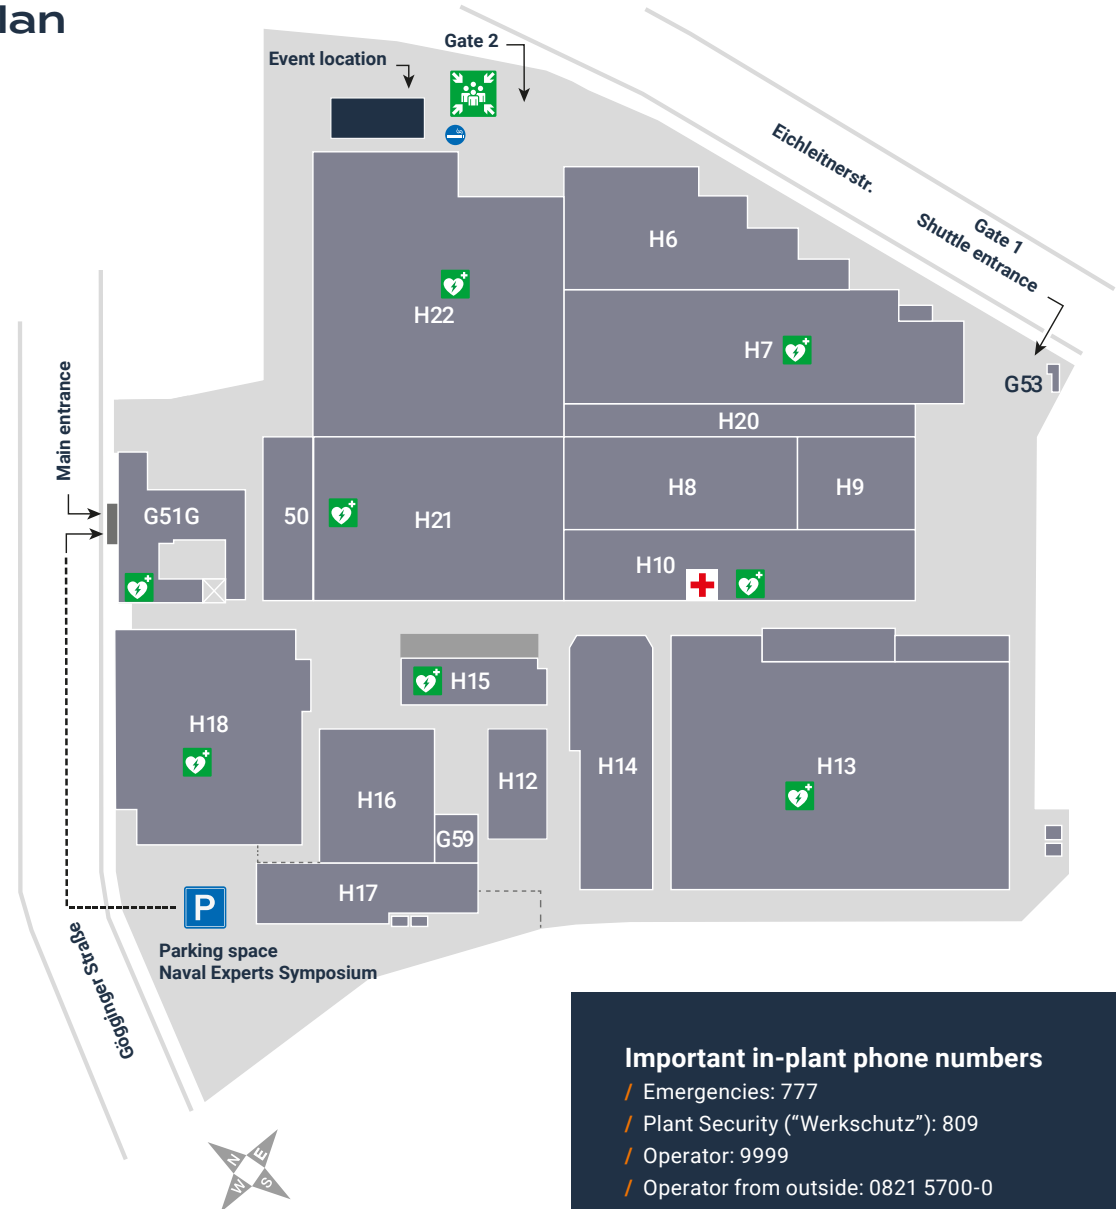 lan
Gate 2
Event location
Eichleitnerstr.
Gate 1
Shuttle entrance
H6
H22
H7
G53
H20
Main entrance
H8
H9
G51G
50
H21
H10
H15
H18
H14
H13
H12
H16
G59
H17
P
Parking space
Naval Experts Symposium
Gögginger Straße
Important in-plant phone numbers
/ Emergencies: 777
/ Plant Security (“Werkschutz”): 809
/ Operator: 9999
/ Operator from outside: 0821 5700-0
N
E
W
S